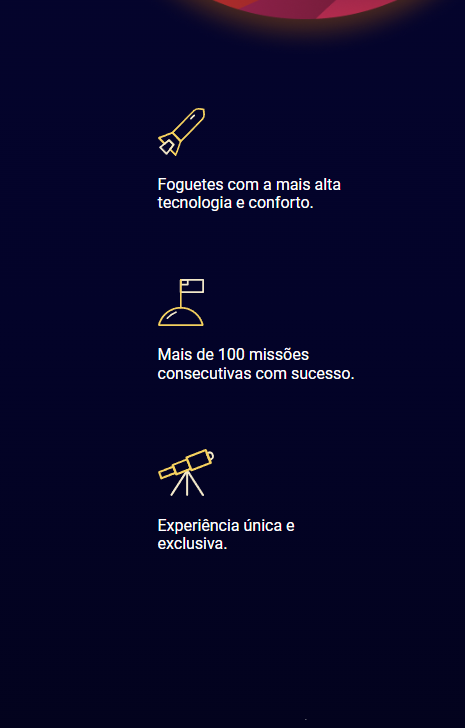 Foguetes com a mais alta
tecnologia e conforto.
Mais de 100 missões
consecutivas com sucesso.
Experiência única e
exclusiva.